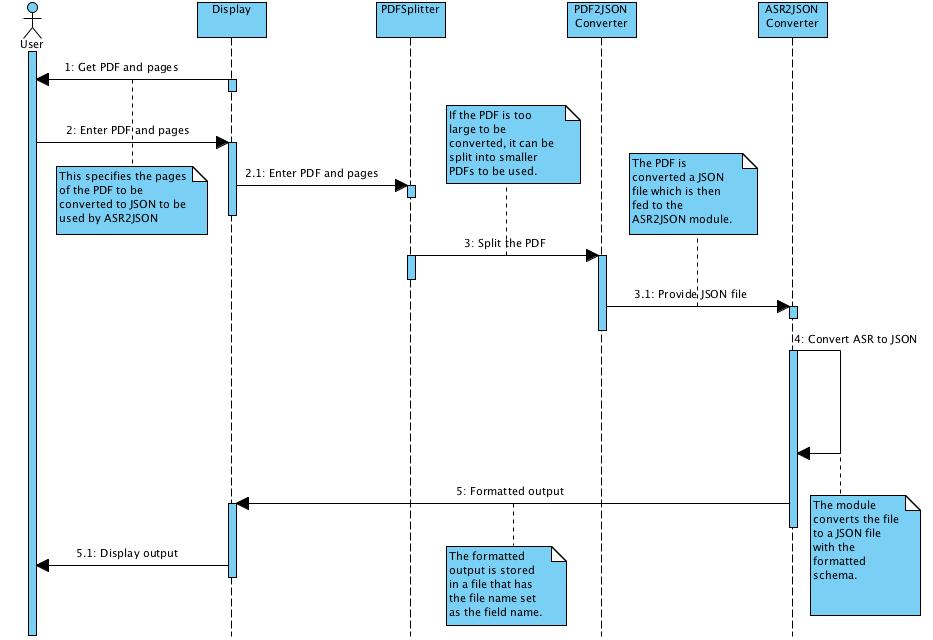 User
Display
PDFSplitter
PDF2JSON
Converter
ASR2JSON
Converter
1: Get PDF and pages
2: Enter PDF and pages
This specifies the pages
of the PDF to be
converted to JSON to be
used by ASR2JSON
2.1: Enter PDF and pages
If the PDF is too
large to be
converted, it can be
split into smaller
PDFs to be used.
3: Split the PDF
The PDF is
converted a JSON
file which is then
fed to the
ASR2JSON module.
3.1: Provide JSON file
4: Convert ASR to JSON
The module
converts the file
to a JSON file
with the
formatted
schema.
5: Formatted output
The formatted
output is stored
in a file that has
the file name set
as the field name.
5.1: Display output